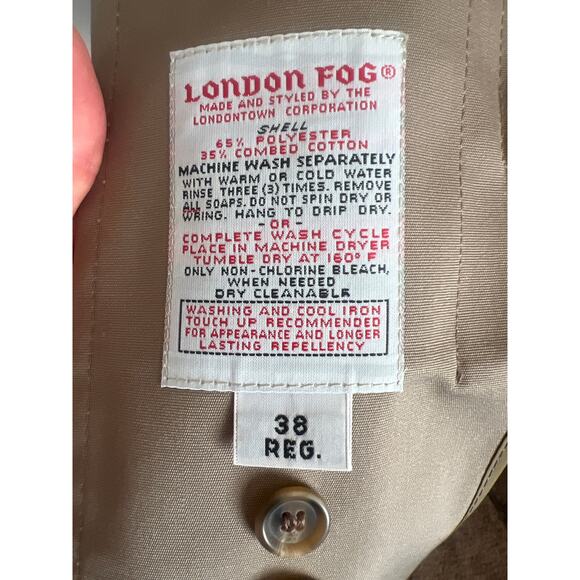 LONDON FOG®
MADE AND STYLED BY THE
LONDONTOWN CORPORATION
SHELL
65% POLYESTER
35% COMBED COTTON
MACHINE WASH SEPARATELY
WITH WARM OR COLD WATER
RINSE THREE (3) TIMES. REMOVE
ALL SOAPS. DO NOT SPIN DRY OR
WRING. HANG TO DRIP DRY.
-OR-
COMPLETE WASH CYCLE
PLACE IN MACHINE DRYER
TUMBLE DRY AT 160° F
ONLY NON-CHLORINE BLEACH,
WHEN NEEDED
DRY CLEANABLE
WASHING AND COOL IRON
TOUCH UP RECOMMENDED
FOR APPEARANCE AND LONGER
LASTING REPELLENCY
38
REG.